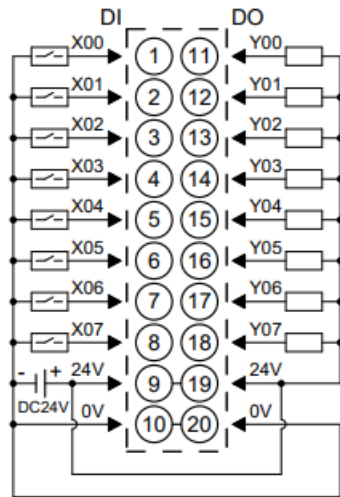 DI DO
X00 1 11 Y00
X01 2 12 Y01
X02 3 13 Y02
X03 4 14 Y03
X04 5 15 Y04
X05 6 16 Y05
X06 7 17 Y06
X07 8 18 Y07
- + 24V 9 19 24V
DC24V 0V 10 20 0V